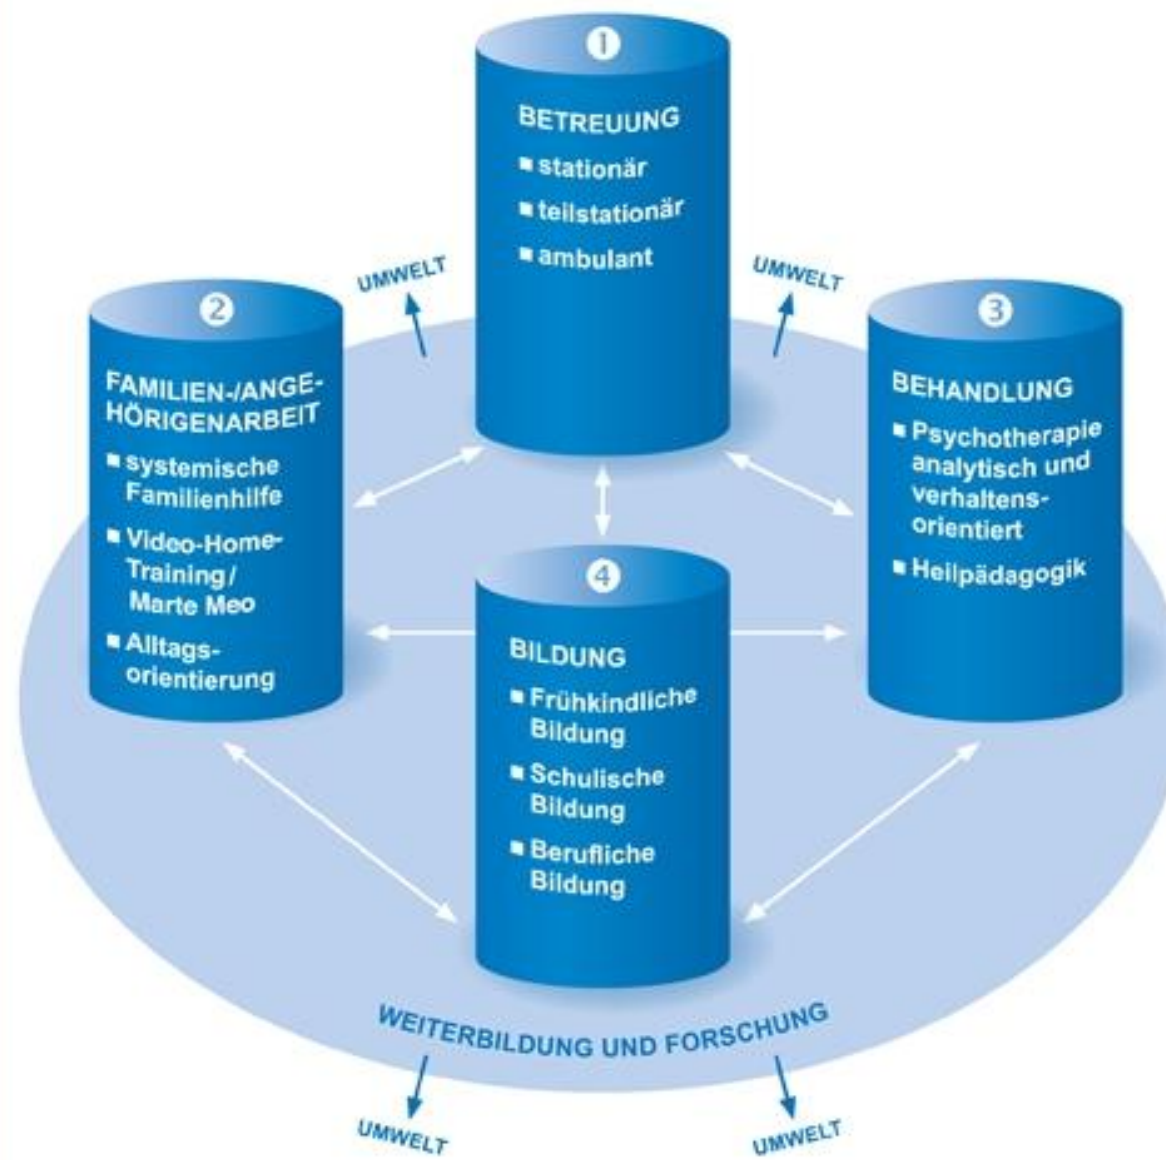 1
BETREUUNG
■ stationär
■ teilstationär
■ ambulant
UMWELT
UMWELT
2
FAMILIEN-/ANGE-
HÖRIGENARBEIT
■ systemische
Familienhilfe
■ Video-Home-
Training/
Marte Meo
■ Alltags-
orientierung
3
BEHANDLUNG
■ Psychotherapie
analytisch und
verhaltens-
orientiert
■ Heilpädagogik
4
BILDUNG
■ Frühkindliche
Bildung
■ Schulische
Bildung
■ Berufliche
Bildung
WEITERBILDUNG UND FORSCHUNG
UMWELT
UMWELT